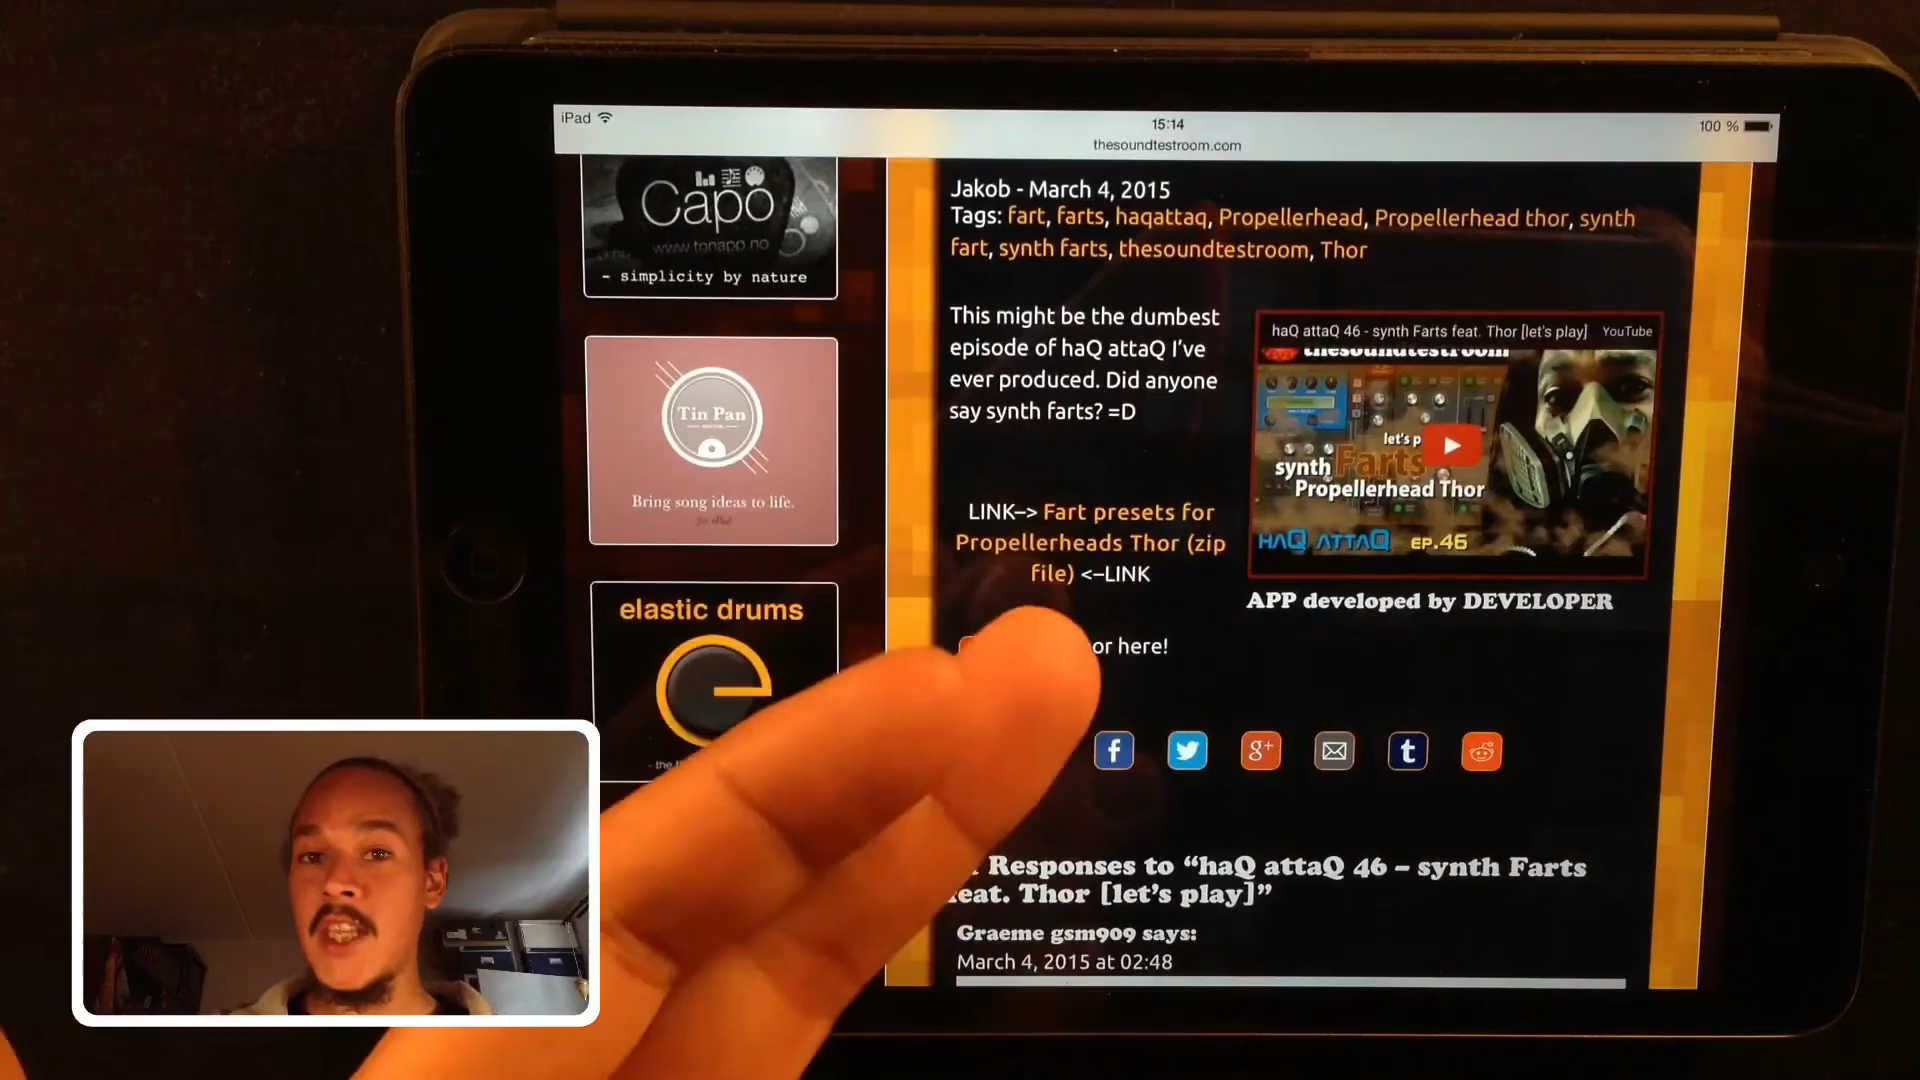 iPad
15:14
100 %
thesoundtestroom.com
Capo
www.tonapp.no
- simplicity by nature
Tin Pan
Bring song ideas to life.
for iPad
elastic drums
Jakob - March 4, 2015
Tags: fart, farts, haqattaq, Propellerhead, Propellerhead thor, synth
fart, synth farts, thesoundtestroom, Thor
This might be the dumbest
episode of haQ attaQ I've
ever produced. Did anyone
say synth farts? =D
haQ attaQ 46 - synth Farts feat. Thor [let's play] YouTube
thesoundtestroom
let's p
synth Farts
Propellerhead Thor
HAQ ATTAQ EP.46
LINK–> Fart presets for
Propellerheads Thor (zip
file) <–LINK
APP developed by DEVELOPER
or here!
f
g+
t
Responses to “haQ attaQ 46 – synth Farts
feat. Thor [let's play]”
Graeme gsm909 says:
March 4, 2015 at 02:48